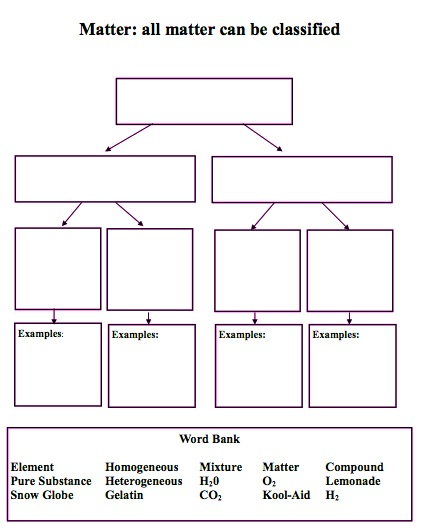 Matter: all matter can be classified
Examples: Examples: Examples: Examples:
Word Bank
Element Homogeneous Mixture Matter Compound
Pure Substance Heterogeneous H₂0 O₂ Lemonade
Snow Globe Gelatin CO₂ Kool-Aid H₂